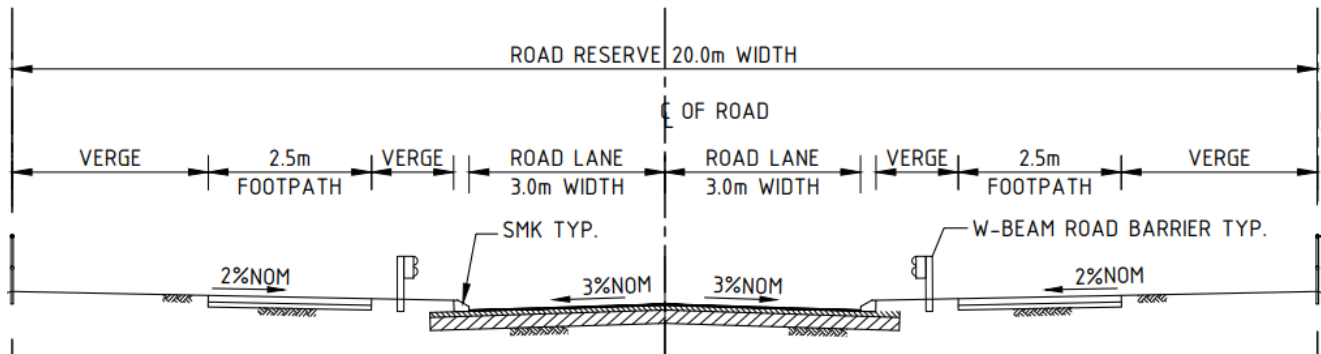 ROAD RESERVE 20.0m WIDTH
℄ OF ROAD
VERGE
2.5m
FOOTPATH
VERGE
ROAD LANE
3.0m WIDTH
ROAD LANE
3.0m WIDTH
VERGE
2.5m
FOOTPATH
VERGE
SMK TYP.
W-BEAM ROAD BARRIER TYP.
2%NOM
3%NOM
3%NOM
2%NOM